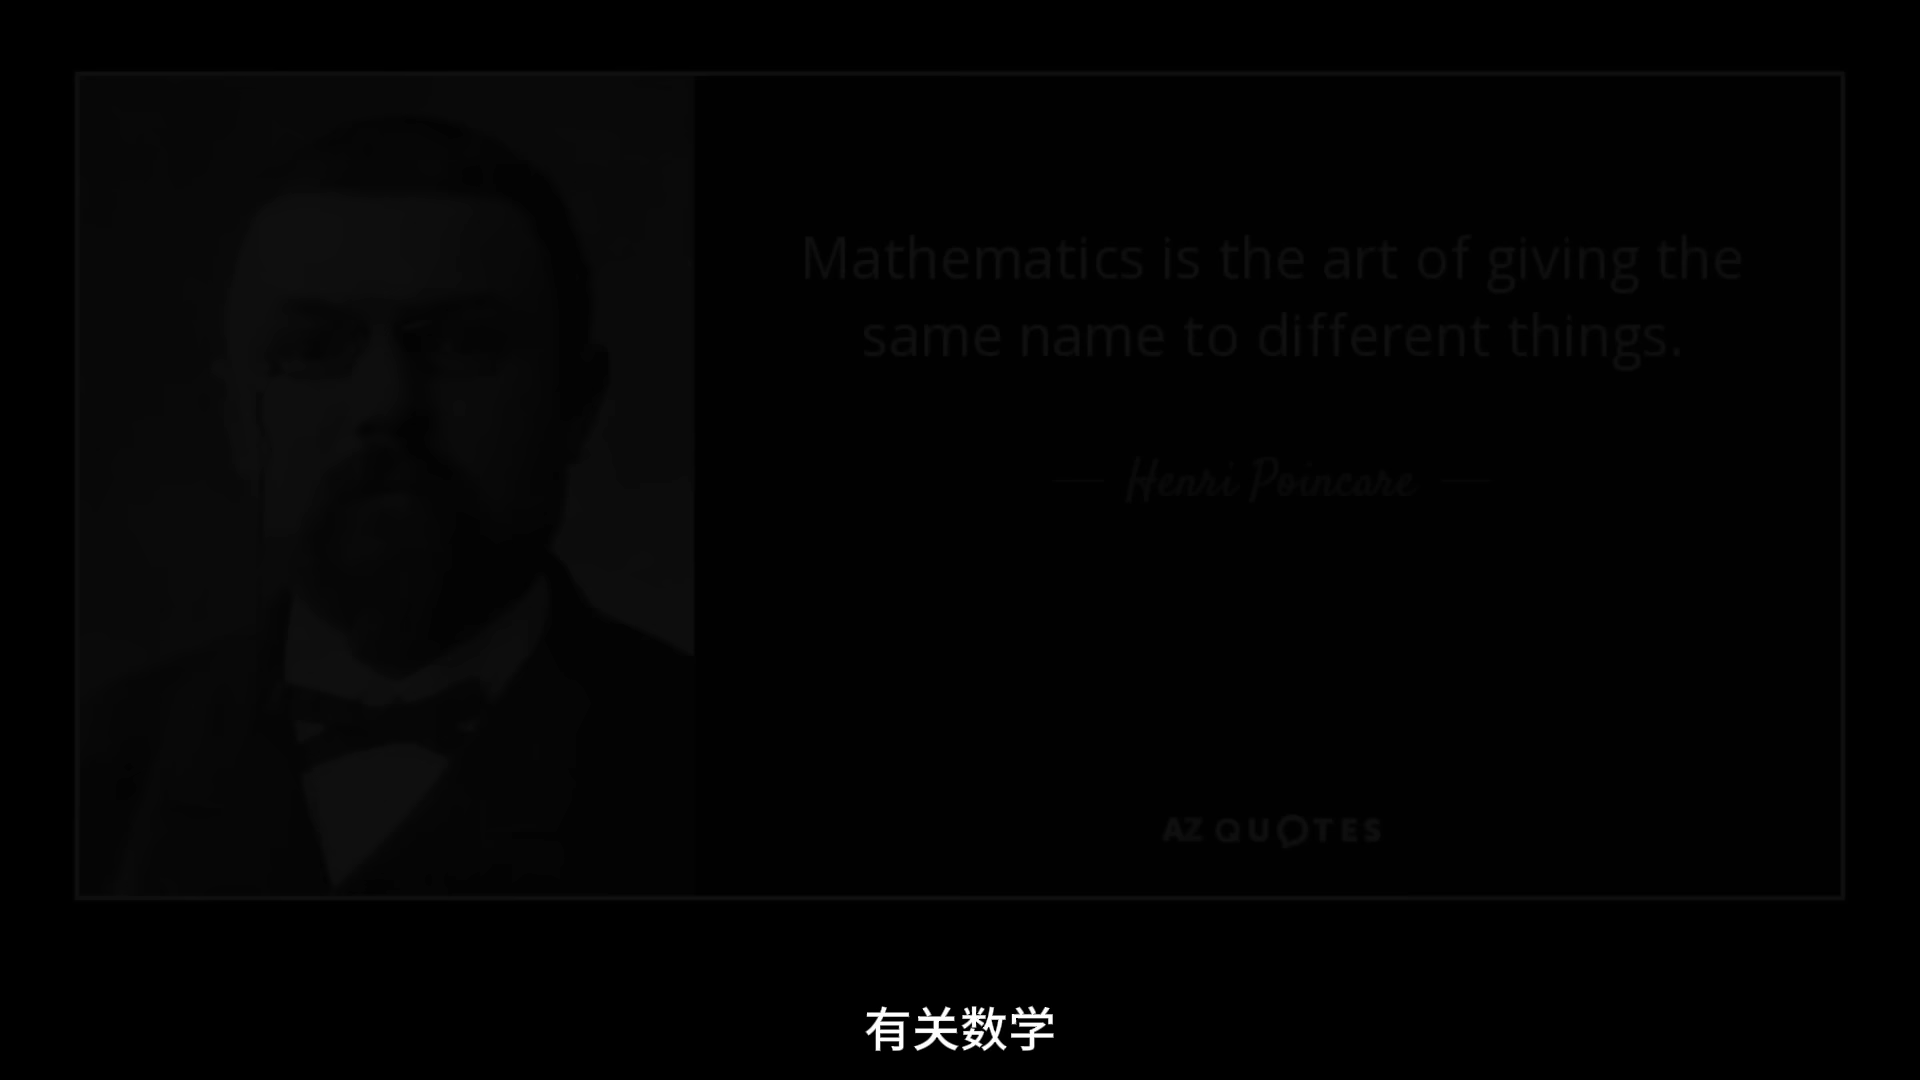 Mathematics is the art of giving the
same name to different things.
Henri Poincare
AZ QUOTES
有关数学